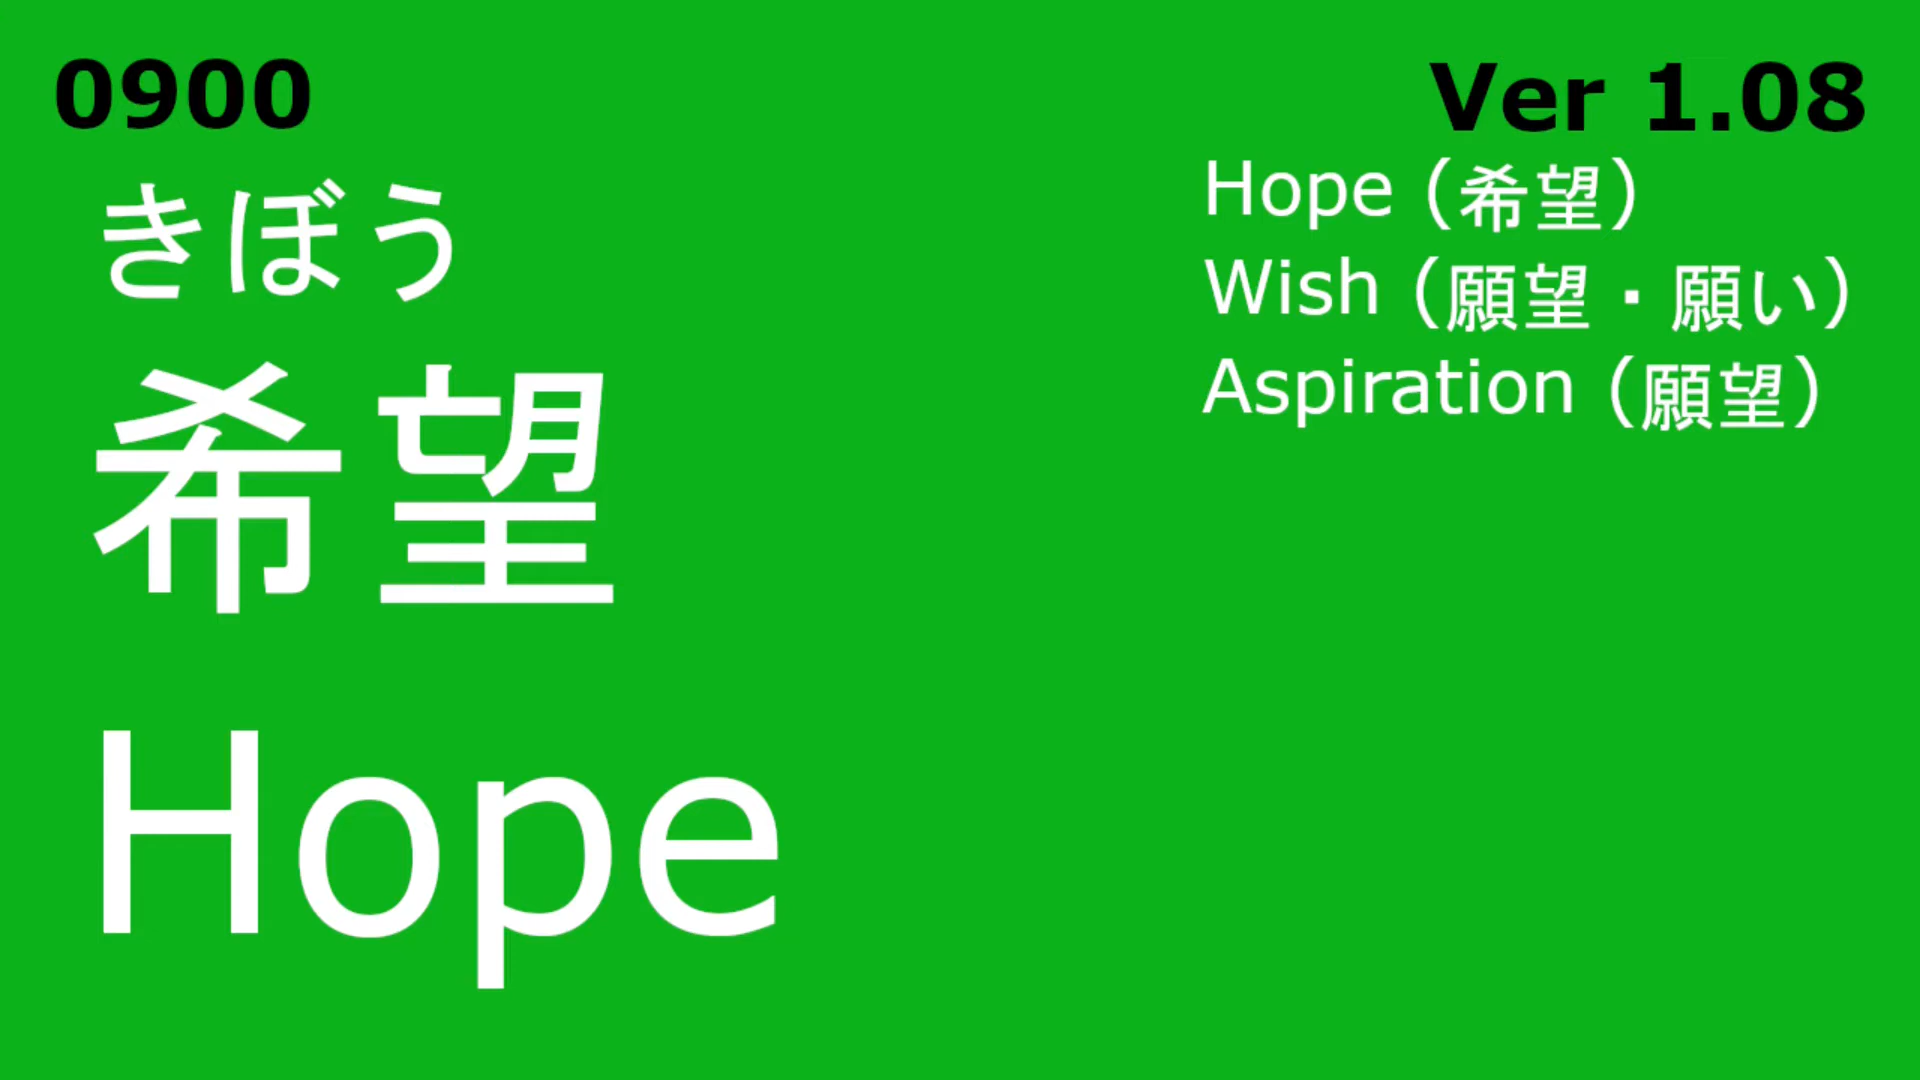 0900
Ver 1.08
きぼう
希望
Hope
Hope (希望)
Wish (願望・願い)
Aspiration (願望)